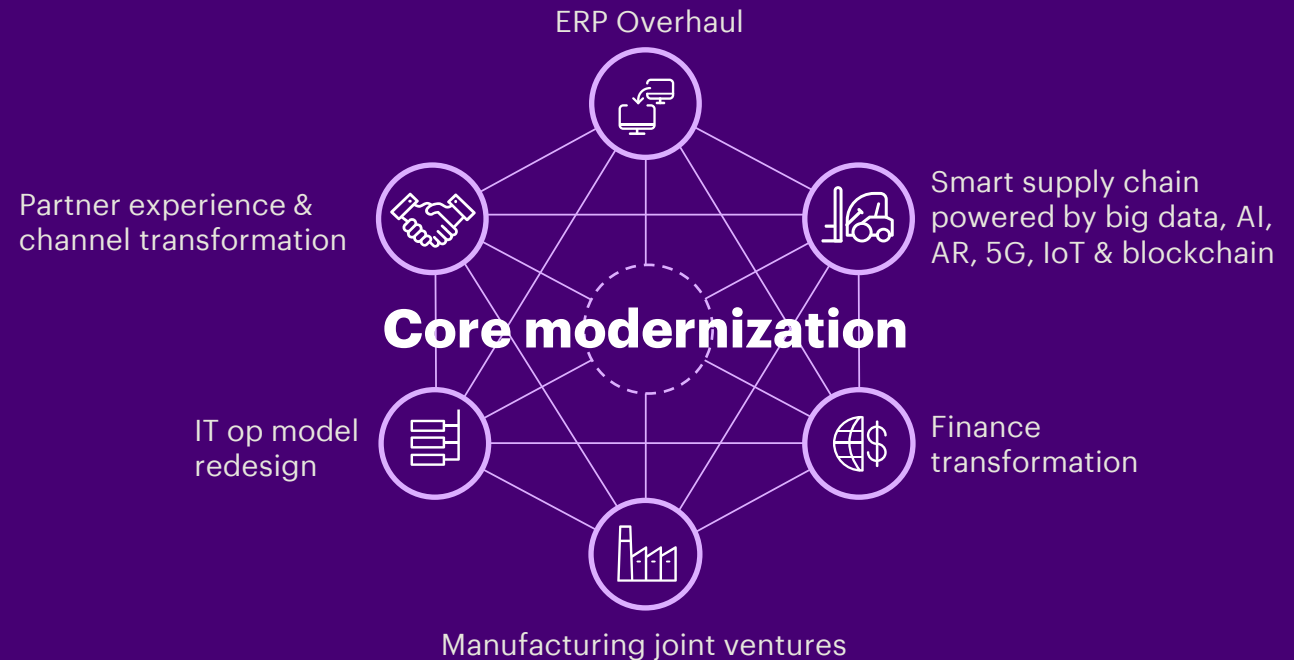 ERP Overhaul
Partner experience &
channel transformation
Smart supply chain
powered by big data, AI,
AR, 5G, IoT & blockchain
Core modernization
IT op model
redesign
Finance
transformation
Manufacturing joint ventures